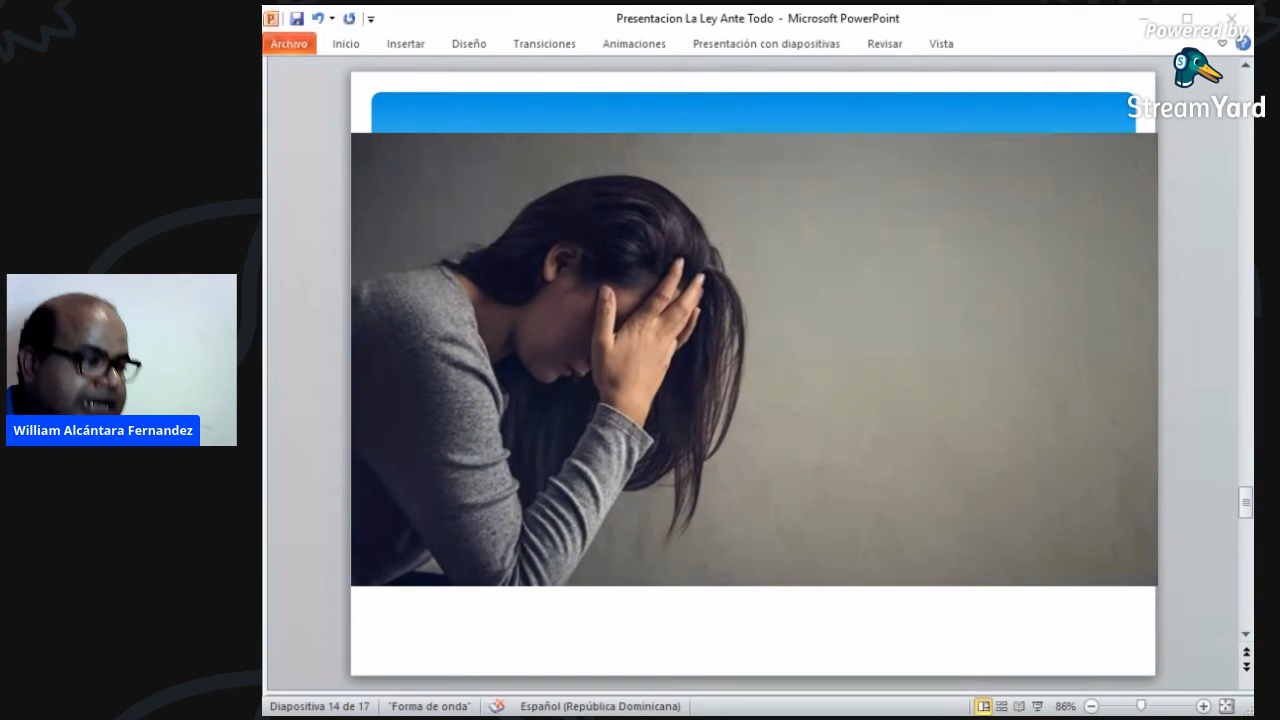 Presentacion La Ley Ante Todo - Microsoft PowerPoint
Powered by
StreamYard
Archivo Inicio Insertar Diseño Transiciones Animaciones Presentación con diapositivas Revisar Vista
William Alcántara Fernandez
Diapositiva 14 de 17 "Forma de onda" Español (República Dominicana) 86%